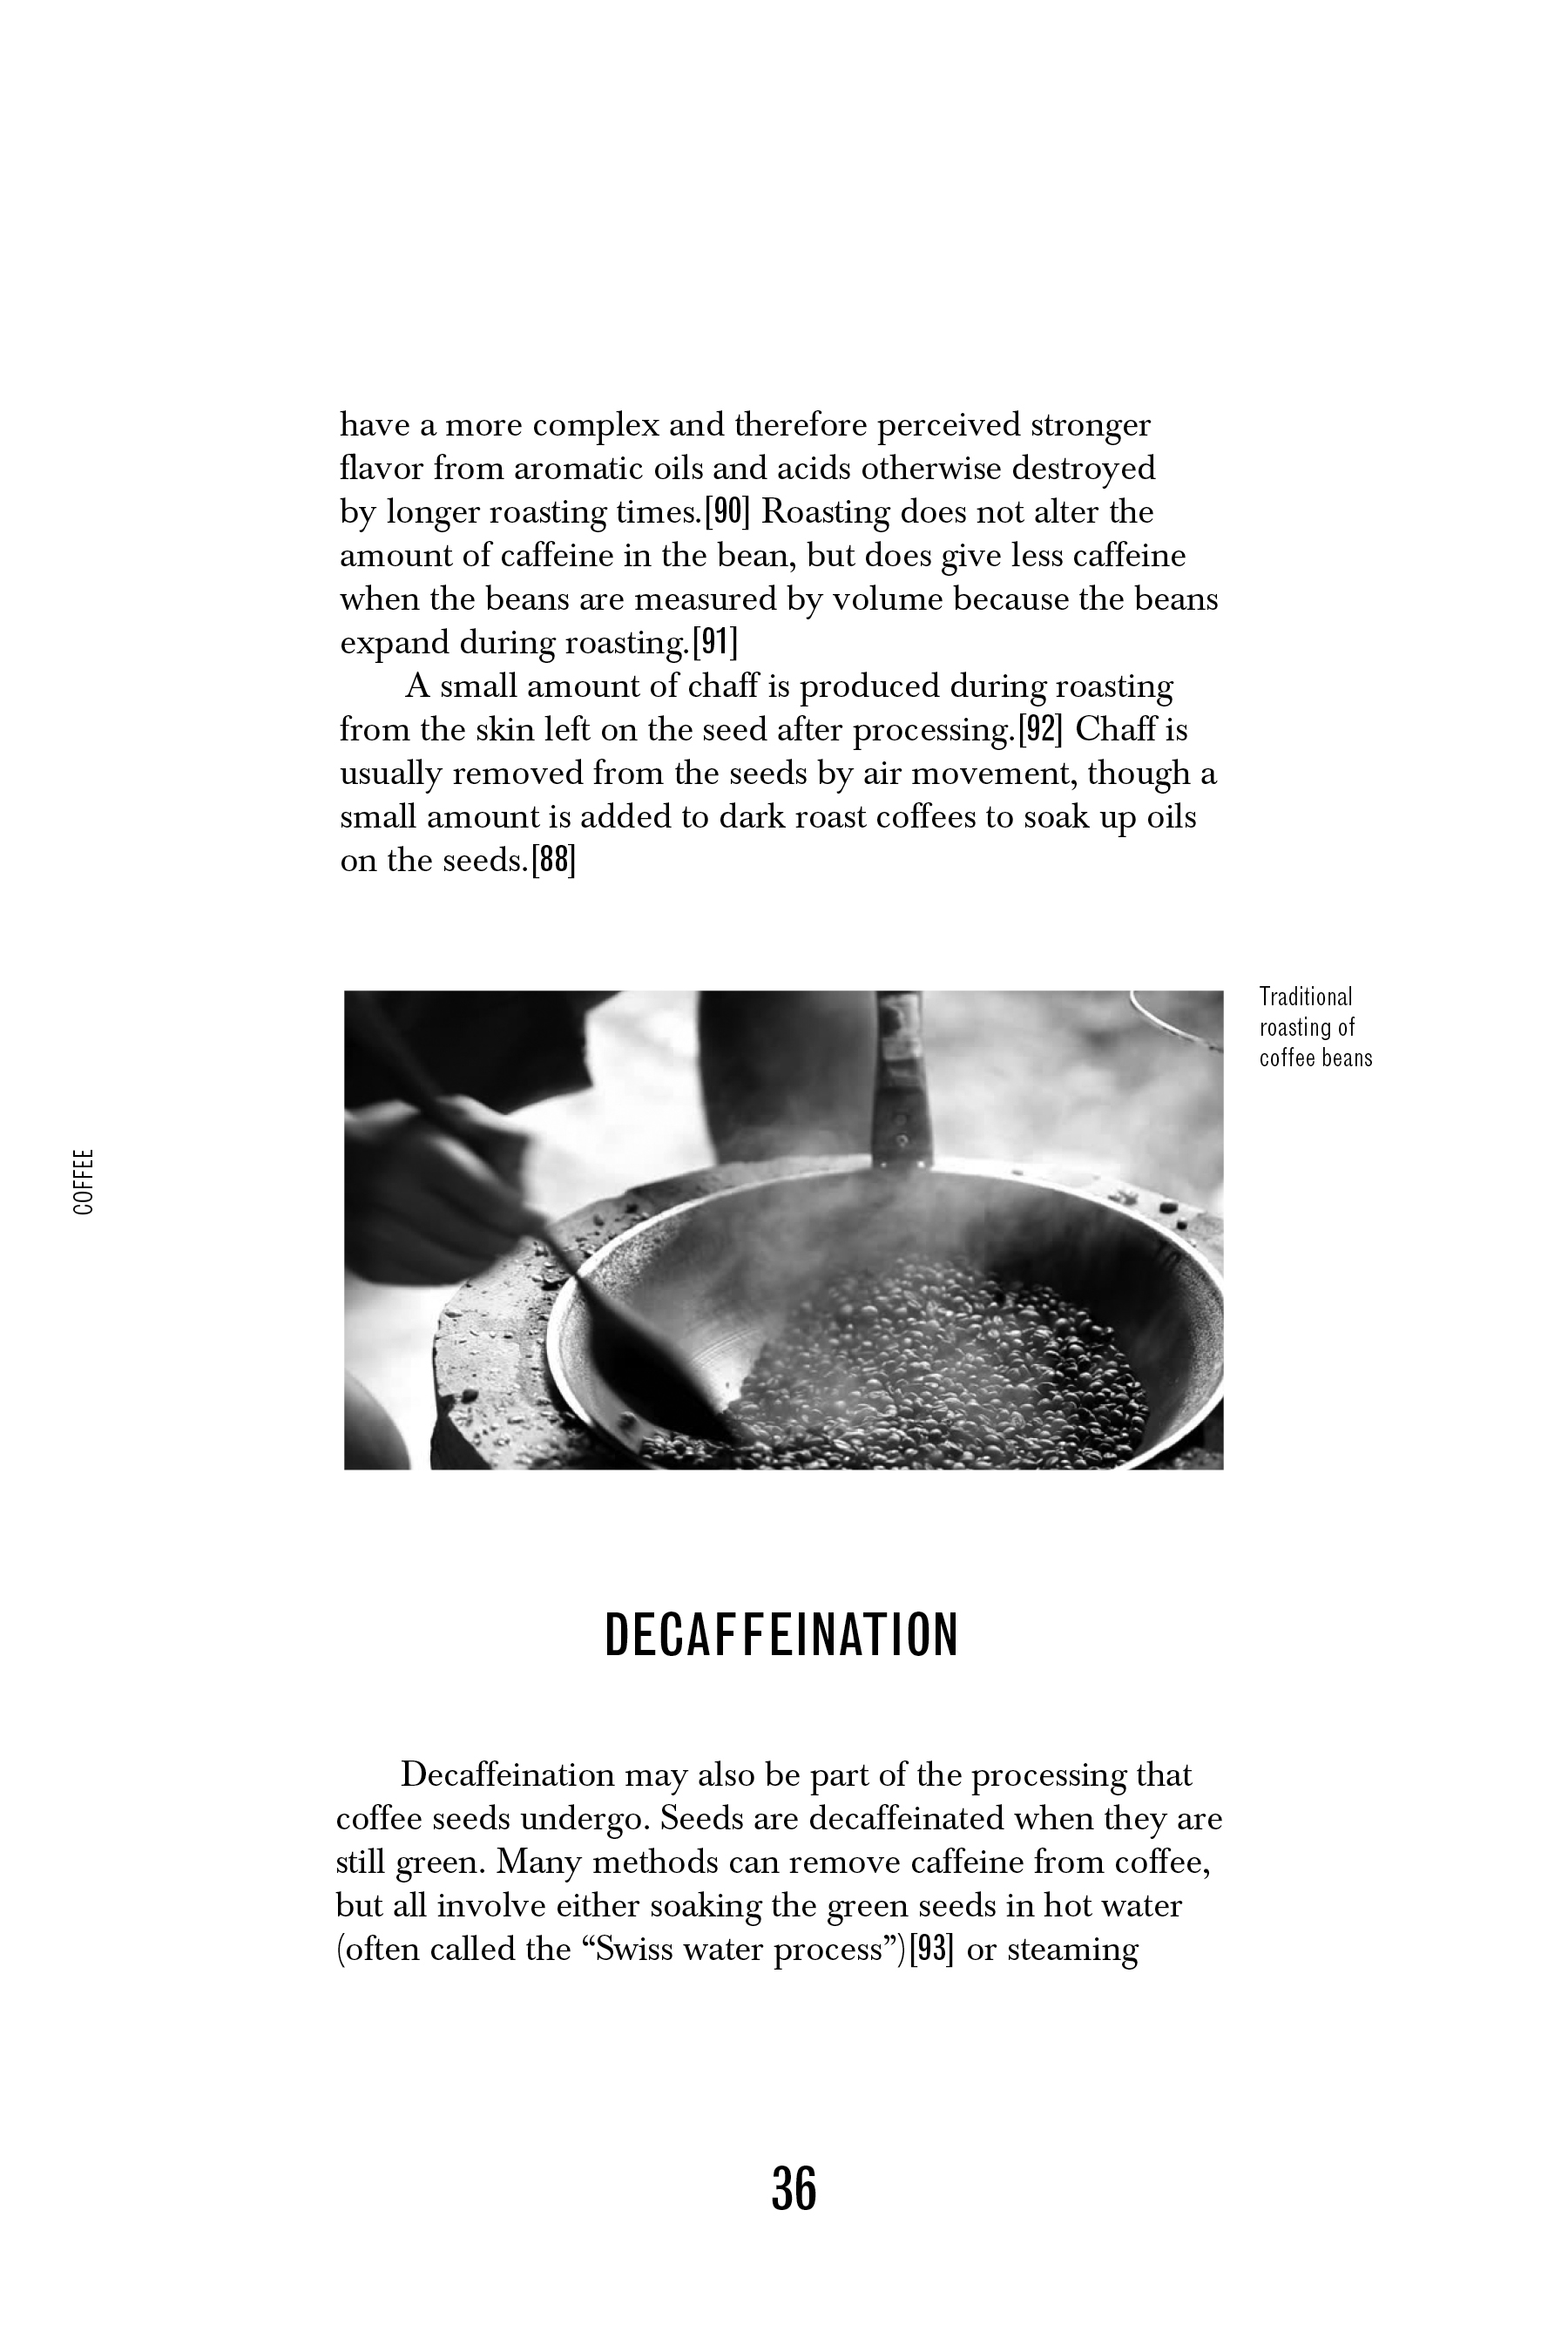 have a more complex and therefore perceived stronger
flavor from aromatic oils and acids otherwise destroyed
by longer roasting times.[90] Roasting does not alter the
amount of caffeine in the bean, but does give less caffeine
when the beans are measured by volume because the beans
expand during roasting.[91]
A small amount of chaff is produced during roasting
from the skin left on the seed after processing.[92] Chaff is
usually removed from the seeds by air movement, though a
small amount is added to dark roast coffees to soak up oils
on the seeds.[88]
Traditional
roasting of
coffee beans
COFFEE
DECAFFEINATION
Decaffeination may also be part of the processing that
coffee seeds undergo. Seeds are decaffeinated when they are
still green. Many methods can remove caffeine from coffee,
but all involve either soaking the green seeds in hot water
(often called the “Swiss water process”)[93] or steaming
36